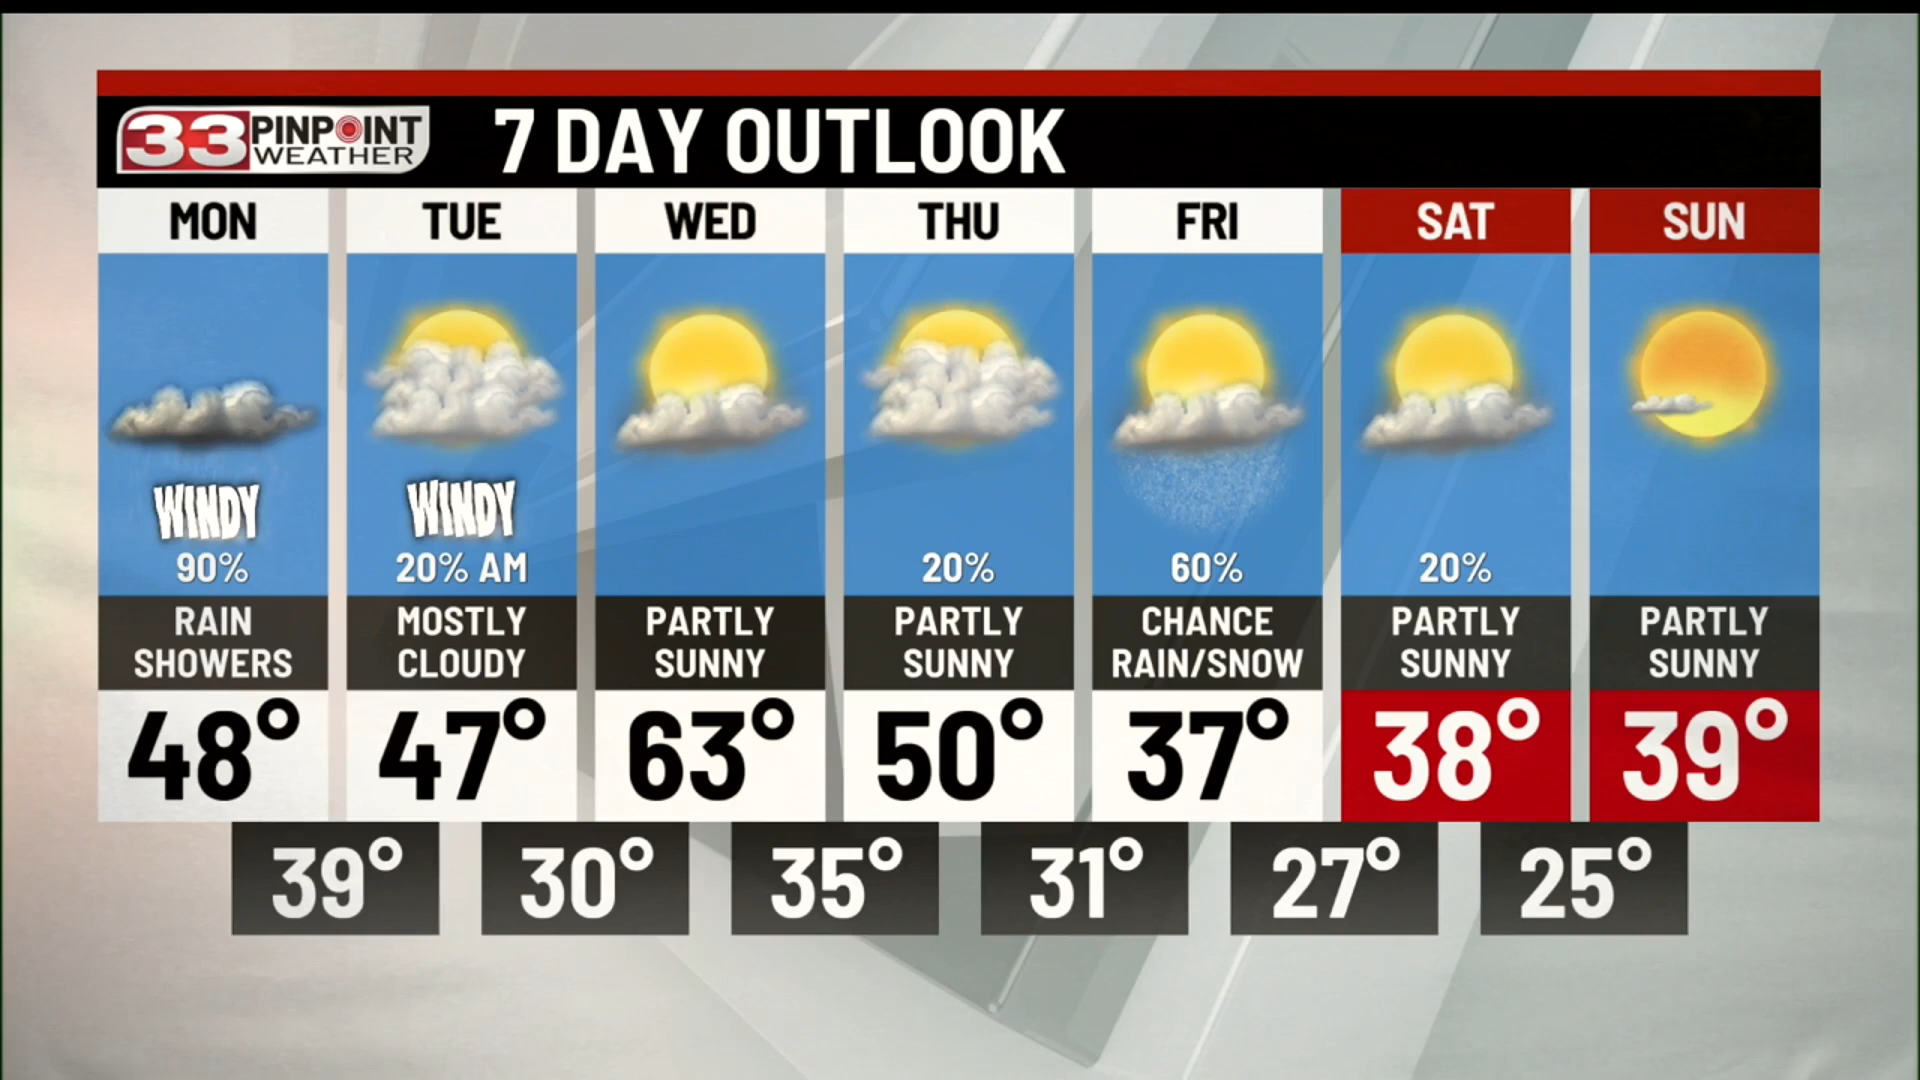 33 PINPOINT WEATHER
7 DAY OUTLOOK
MON TUE WED THU FRI SAT SUN
WINDY WINDY
90% 20% AM 20% 60% 20%
RAIN SHOWERS
MOSTLY CLOUDY
PARTLY SUNNY
PARTLY SUNNY
CHANCE RAIN/SNOW
PARTLY SUNNY
PARTLY SUNNY
48° 47° 63° 50° 37° 38° 39°
39° 30° 35° 31° 27° 25°